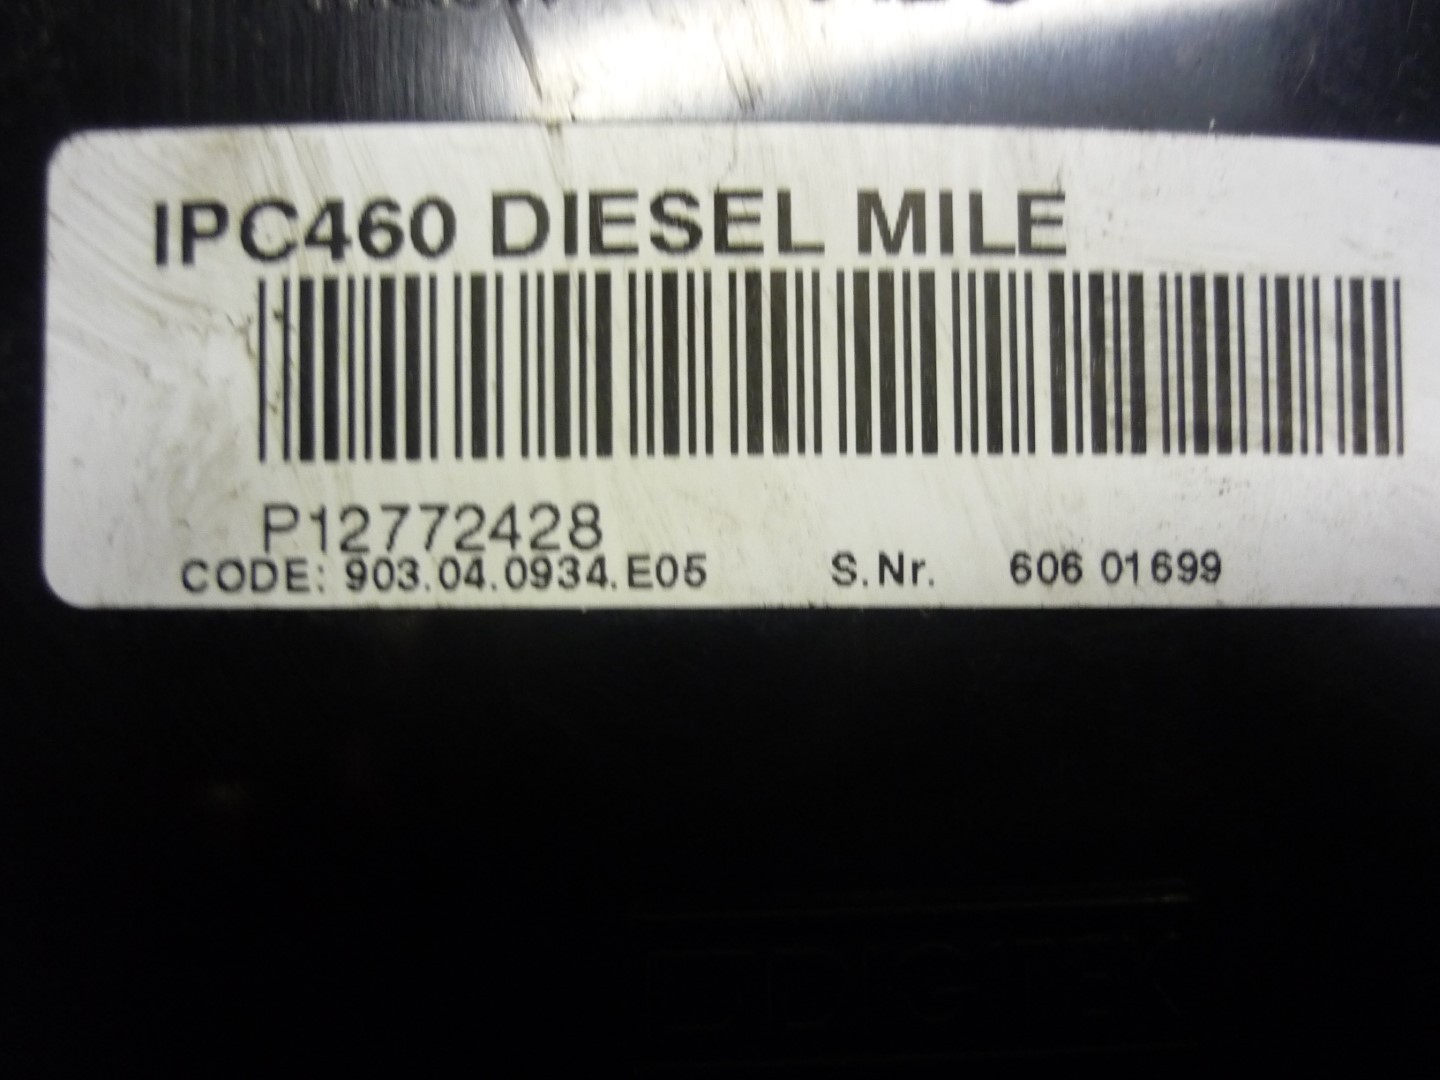 IPC460 DIESEL MILE
P12772428
CODE: 903.04.0934.E05 S.Nr. 606 01699